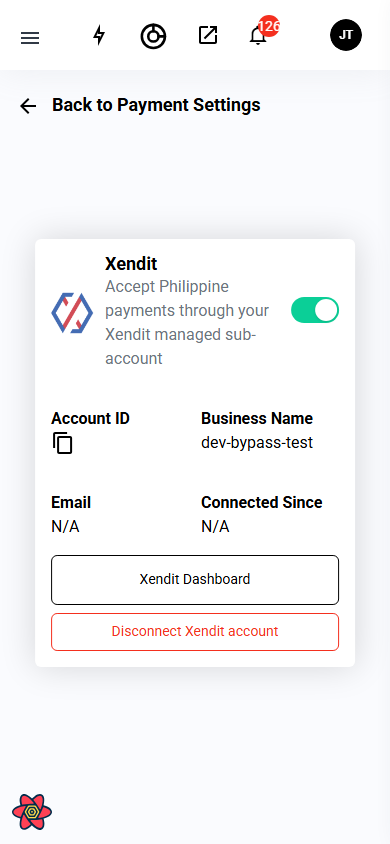 126
JT
Back to Payment Settings
Xendit
Accept Philippine
payments through your
Xendit managed sub-
account
Account ID
Business Name
dev-bypass-test
Email
Connected Since
N/A
N/A
Xendit Dashboard
Disconnect Xendit account